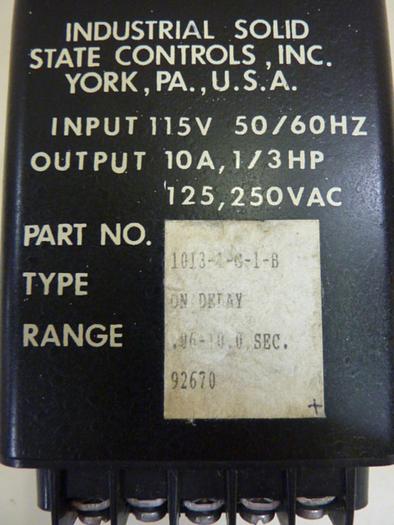 INDUSTRIAL SOLID
STATE CONTROLS, INC.
YORK, PA., U.S.A.
INPUT 115V 50/60HZ
OUTPUT 10A, 1/3HP
125, 250VAC
PART NO. 1013-4-G-1-B
TYPE ON DELAY
RANGE .06-10.0 SEC.
92670
+